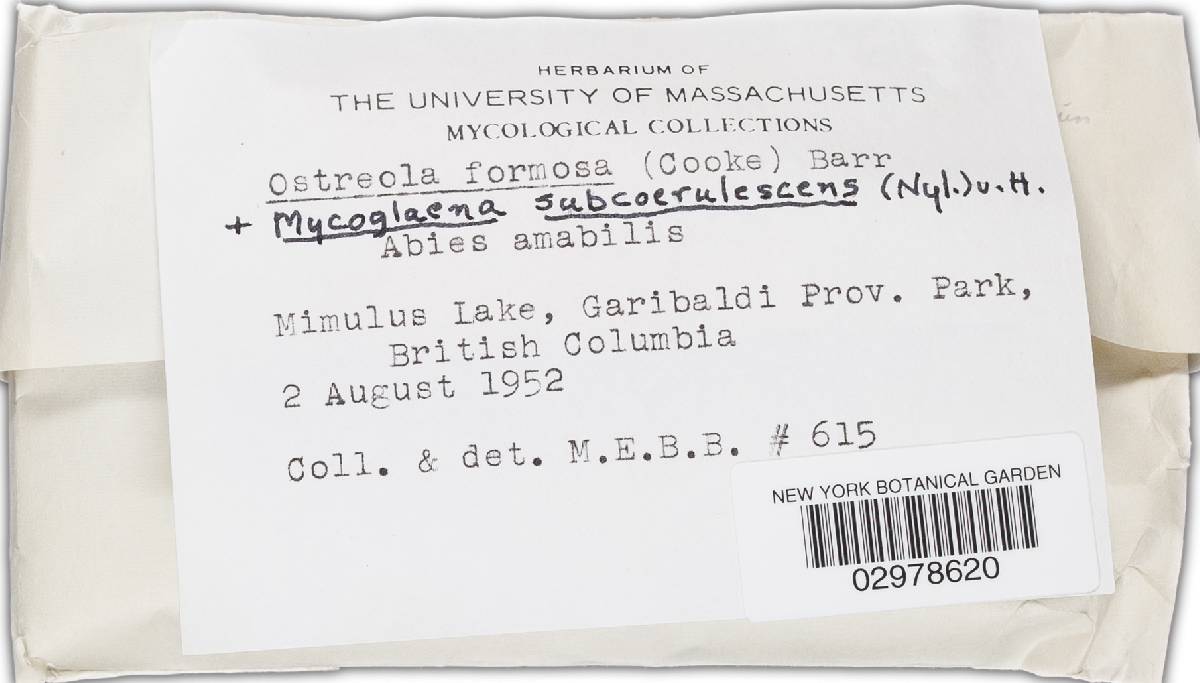 HERBARIUM OF
THE UNIVERSITY OF MASSACHUSETTS
MYCOLOGICAL COLLECTIONS
Ostreola formosa (Cooke) Barr
+ Mycoglaena subcoerulescens (Nyl.) v. H.
Abies amabilis
Mimulus Lake, Garibaldi Prov. Park,
British Columbia
2 August 1952
Coll. & det. M.E.B.B. # 615
NEW YORK BOTANICAL GARDEN
02978620